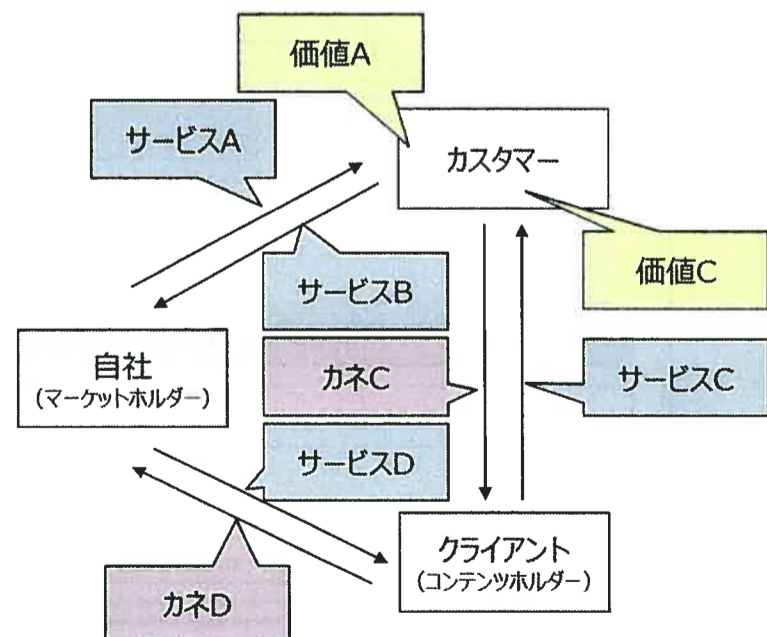 価値A
サービスA
カスタマー
価値C
サービスB
自社
(マーケットホルダー)
カネC
サービスC
サービスD
クライアント
(コンテンツホルダー)
カネD